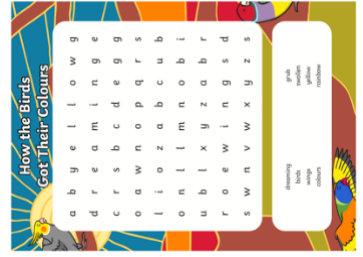 How the Birds
Got Their Colours
a b y e l l o w g
d r e a m i n g e
c r s b c d e g g
o a w n o p q r s
l i o z a b c u b
o n l l m n o b i
u b l x y z a b r
r o e w i n g s d
s w n v w x y z s
dreaming
birds
wings
colours
grub
swollen
yellow
rainbow